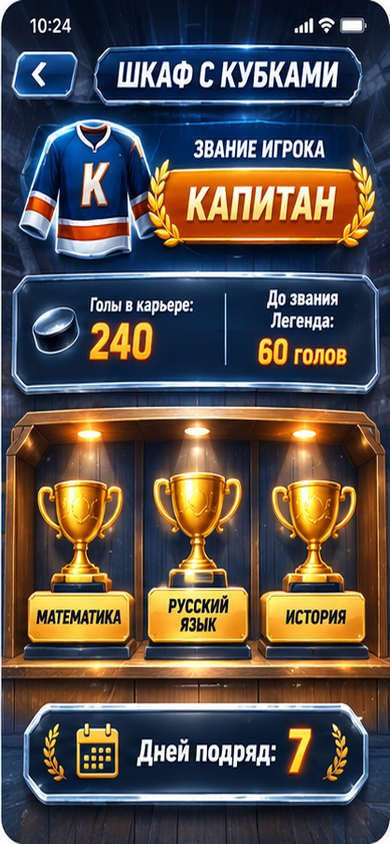 10:24
ШКАФ С КУБКАМИ
ЗВАНИЕ ИГРОКА
К
КАПИТАН
Голы в карьере:
240
До звания
Легенда:
60 голов
МАТЕМАТИКА
РУССКИЙ
ЯЗЫК
ИСТОРИЯ
Дней подряд: 7